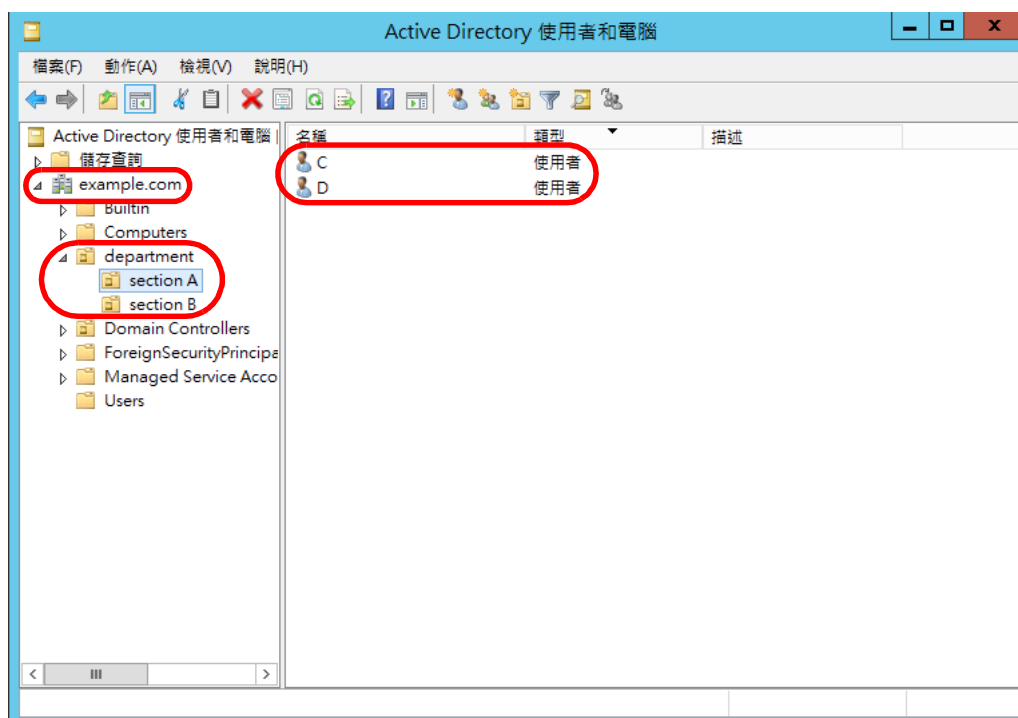 Active Directory 使用者和電腦
檔案(F) 動作(A) 檢視(V) 說明(H)
Active Directory 使用者和電腦
儲存查詢
example.com
Builtin
Computers
department
section A
section B
Domain Controllers
ForeignSecurityPrincipa
Managed Service Acco
Users
名稱 類型 描述
C 使用者
D 使用者